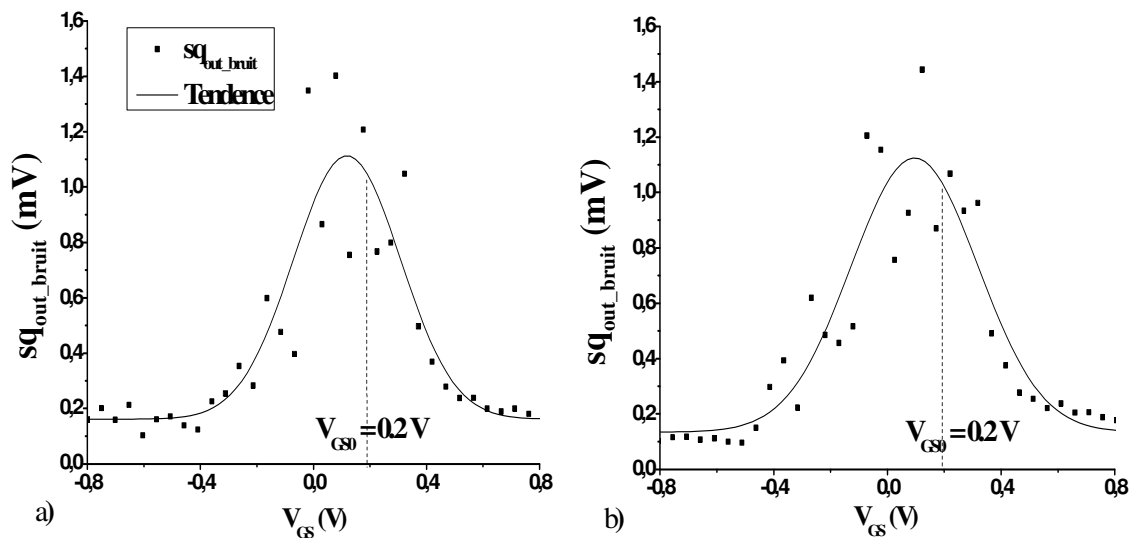 1,6
1,4
1,2
1,0
0,8
0,6
0,4
0,2
0,0
sq_out_bruit (mV)
sq_out_bruit
Tendence
V_GS0=0.2V
-0,8 -0,4 0,0 0,4 0,8
V_GS (V)
a)
1,6
1,4
1,2
1,0
0,8
0,6
0,4
0,2
0,0
sq_out_bruit (mV)
V_GS0=0.2V
-0,8 -0,4 0,0 0,4 0,8
V_GS (V)
b)